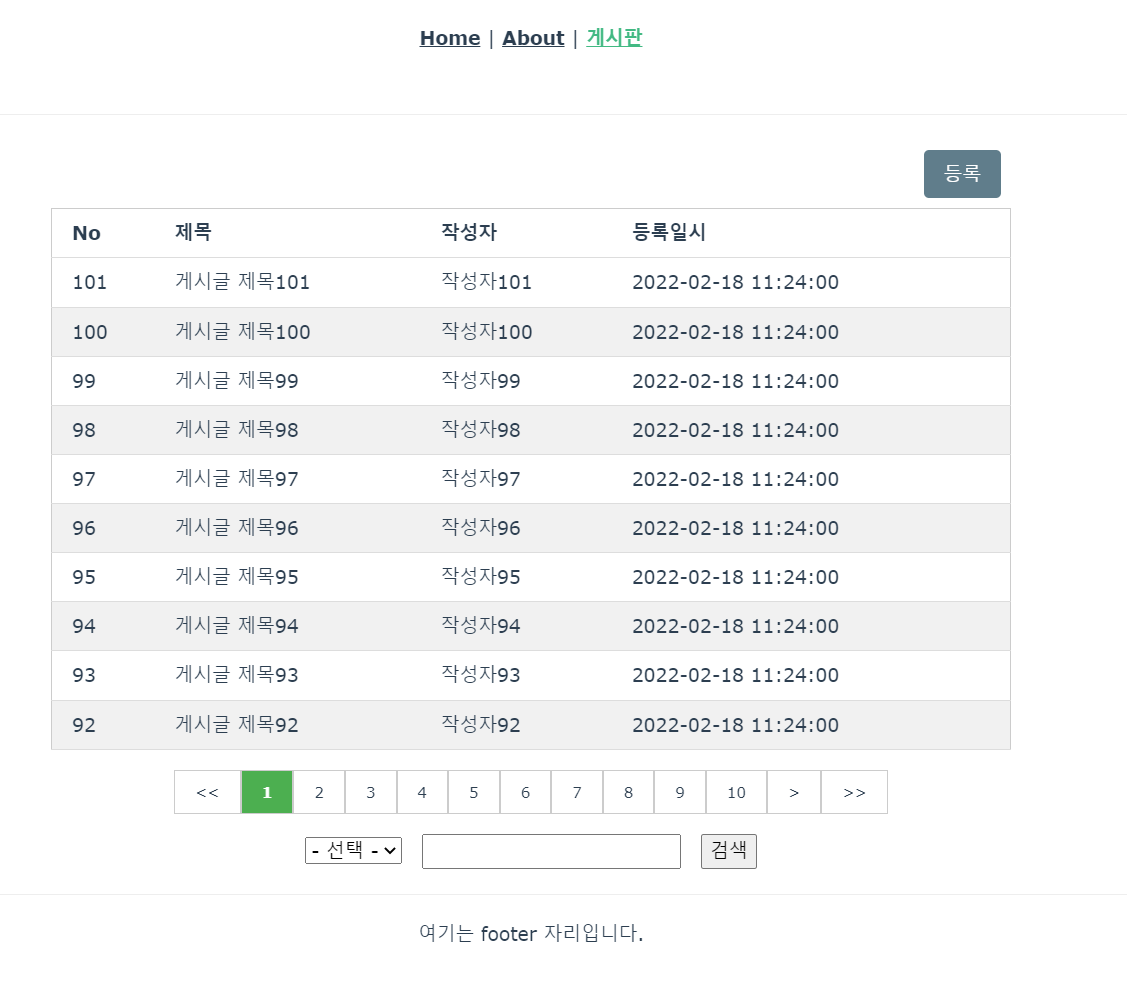 Home | About | 게시판
등록
No 제목 작성자 등록일시
101 게시글 제목101 작성자101 2022-02-18 11:24:00
100 게시글 제목100 작성자100 2022-02-18 11:24:00
99 게시글 제목99 작성자99 2022-02-18 11:24:00
98 게시글 제목98 작성자98 2022-02-18 11:24:00
97 게시글 제목97 작성자97 2022-02-18 11:24:00
96 게시글 제목96 작성자96 2022-02-18 11:24:00
95 게시글 제목95 작성자95 2022-02-18 11:24:00
94 게시글 제목94 작성자94 2022-02-18 11:24:00
93 게시글 제목93 작성자93 2022-02-18 11:24:00
92 게시글 제목92 작성자92 2022-02-18 11:24:00
<< 1 2 3 4 5 6 7 8 9 10 > >>
- 선택 - 검색
여기는 footer 자리입니다.